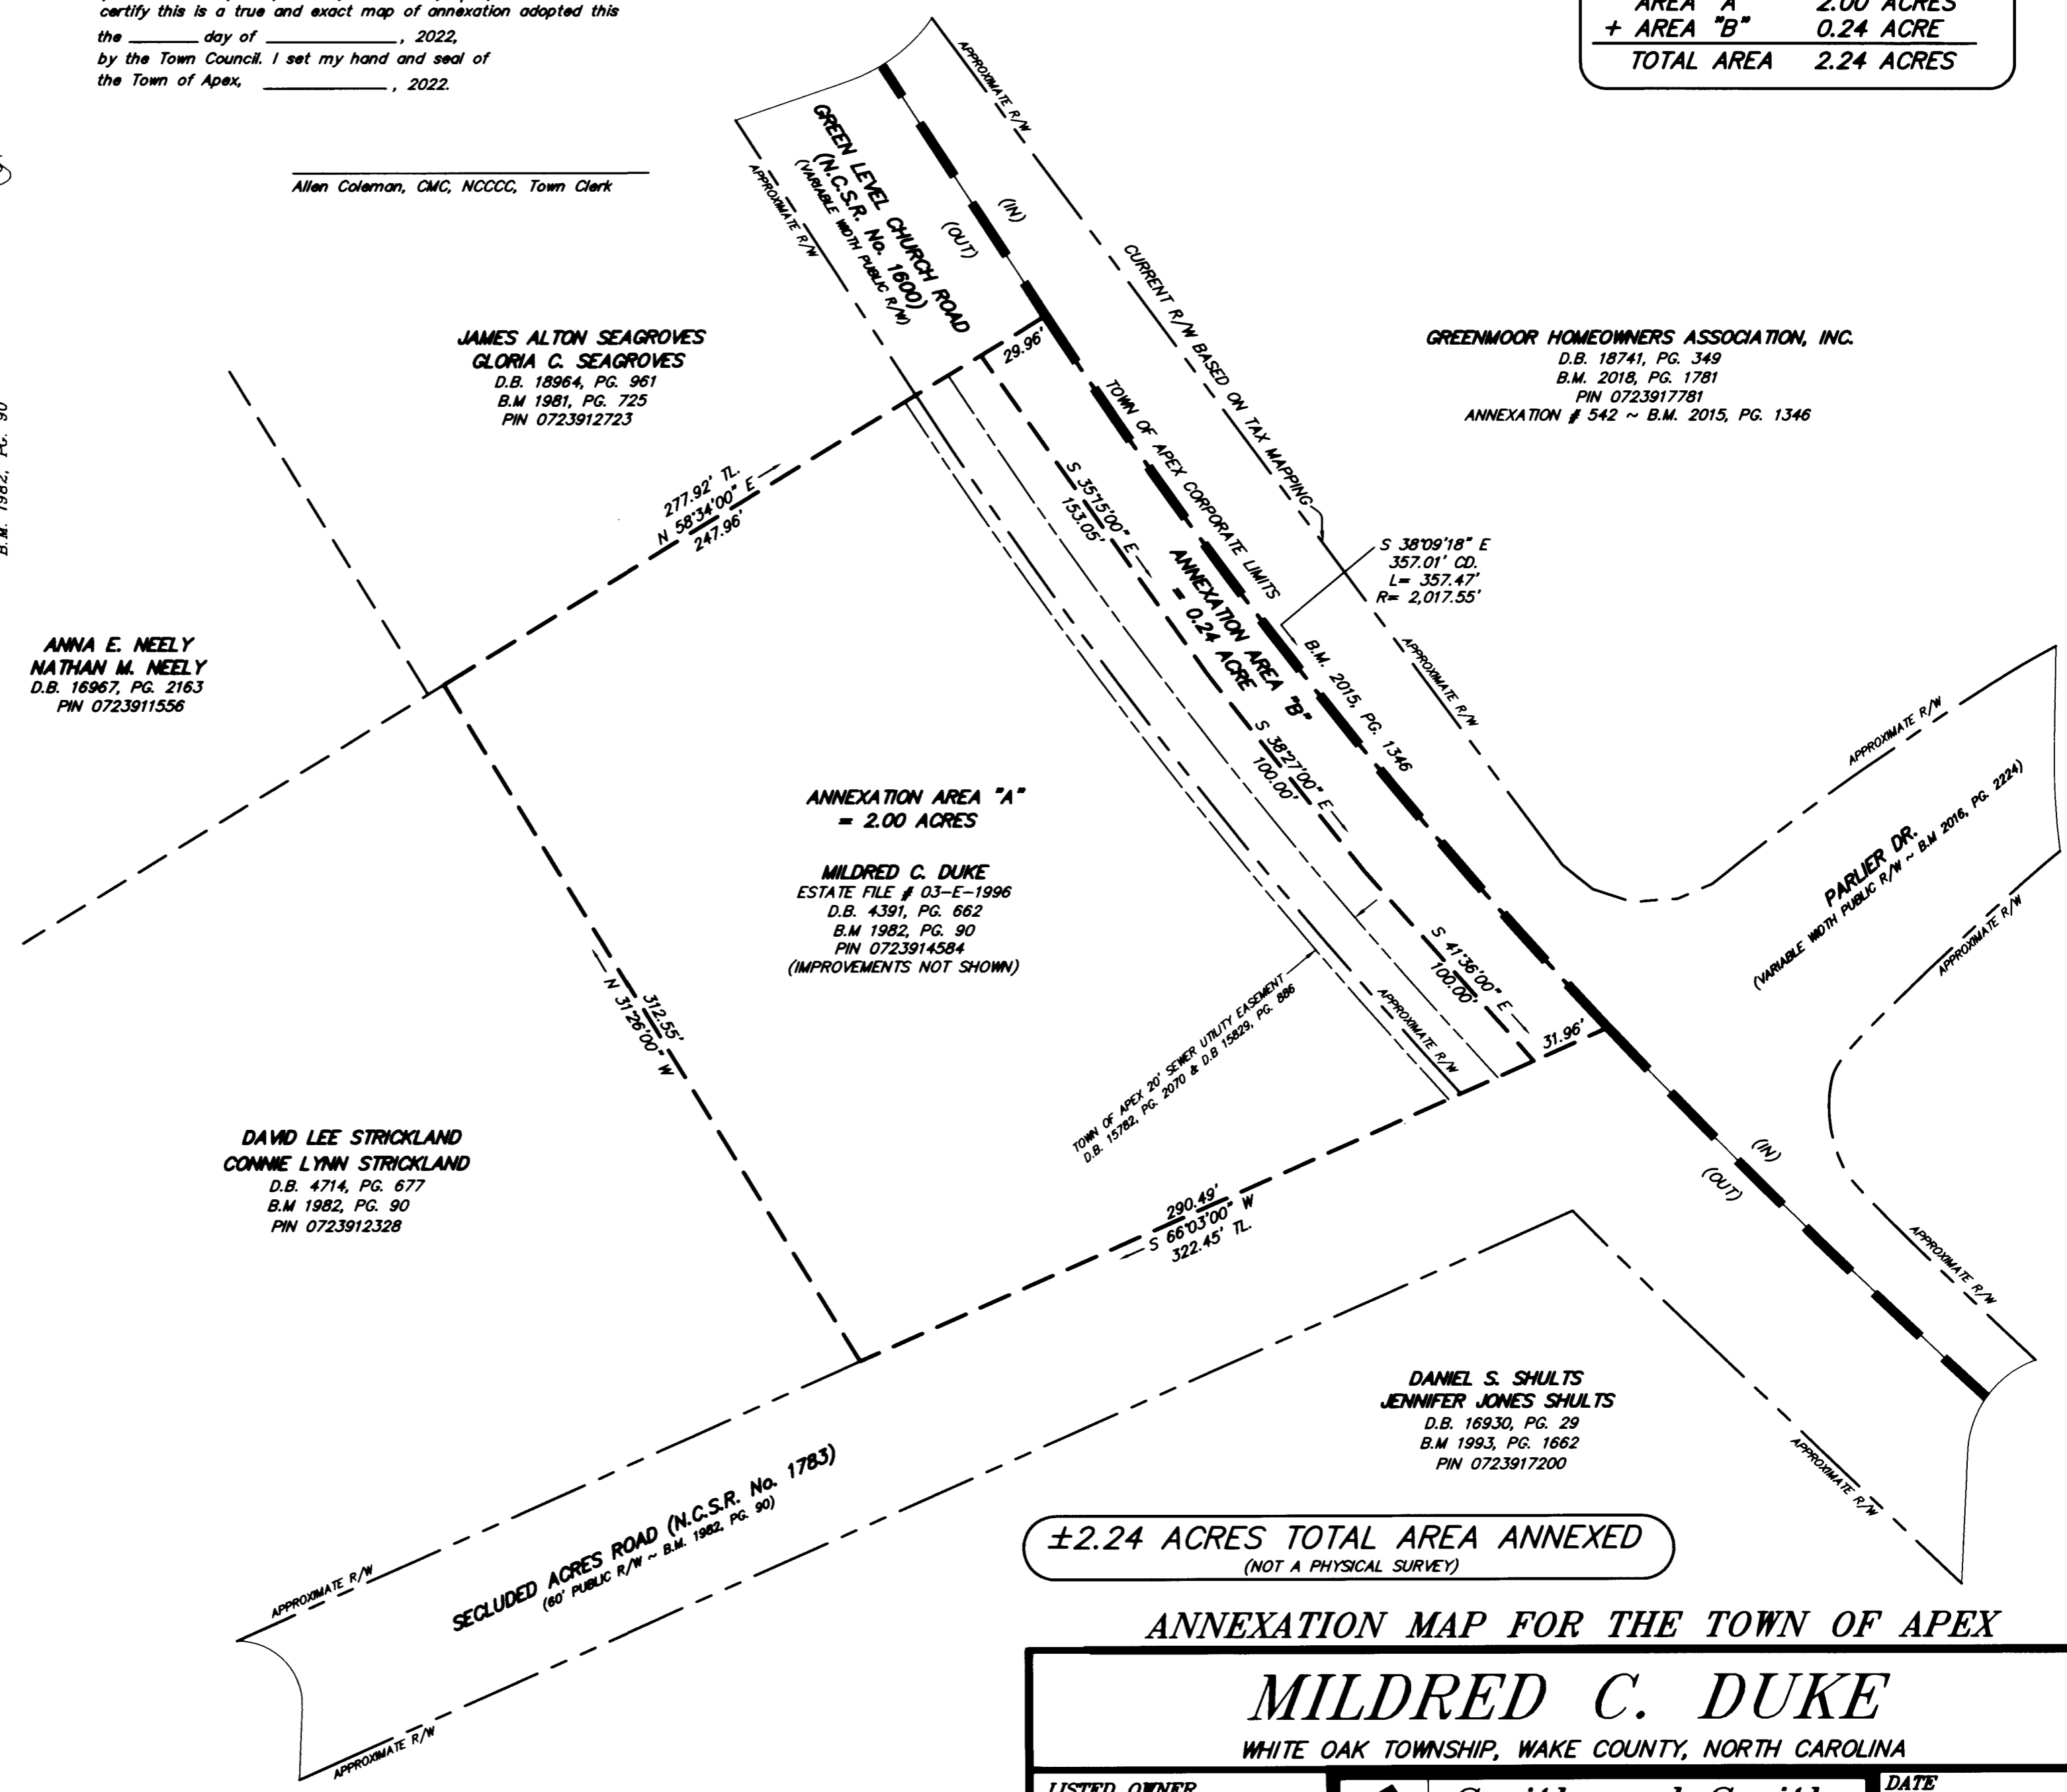 certify this is a true and exact map of annexation adopted this
the ______ day of ____________, 2022,
by the Town Council. I set my hand and seal of
the Town of Apex, ____________, 2022.
Allen Coleman, CMC, NCCCC, Town Clerk
AREA "A" 2.00 ACRES
+ AREA "B" 0.24 ACRE
TOTAL AREA 2.24 ACRES
B.M. 1982, PG. 90
APPROXIMATE R/W
APPROXIMATE R/W
GREEN LEVEL CHURCH ROAD
(N.C.S.R. No. 1600)
(VARIABLE WIDTH PUBLIC R/W)
(IN)
(OUT)
CURRENT R/W BASED ON TAX MAPPING
JAMES ALTON SEAGROVES
GLORIA C. SEAGROVES
D.B. 18964, PG. 961
B.M 1981, PG. 725
PIN 0723912723
GREENMOOR HOMEOWNERS ASSOCIATION, INC.
D.B. 18741, PG. 349
B.M. 2018, PG. 1781
PIN 0723917781
ANNEXATION # 542 ~ B.M. 2015, PG. 1346
29.96'
277.92' TL.
N 58°34'00" E
247.96'
S 35°15'00" E
153.05'
TOWN OF APEX CORPORATE LIMITS
B.M. 2015, PG. 1346
ANNEXATION AREA "B"
= 0.24 ACRE
S 38°09'18" E
357.01' CD.
L= 357.47'
R= 2,017.55'
APPROXIMATE R/W
ANNA E. NEELY
NATHAN M. NEELY
D.B. 16967, PG. 2163
PIN 0723911556
S 38°27'00" E
100.00'
APPROXIMATE R/W
PARLIER DR.
(VARIABLE WIDTH PUBLIC R/W ~ B.M 2016, PG. 2224)
APPROXIMATE R/W
ANNEXATION AREA "A"
= 2.00 ACRES
MILDRED C. DUKE
ESTATE FILE # 03-E-1996
D.B. 4391, PG. 662
B.M 1982, PG. 90
PIN 0723914584
(IMPROVEMENTS NOT SHOWN)
S 41°36'00" E
100.00'
312.55'
N 31°26'00" W
TOWN OF APEX 20' SEWER UTILITY EASEMENT
D.B. 15782, PG. 2070 & D.B 15829, PG. 886
APPROXIMATE R/W
31.96'
DAVID LEE STRICKLAND
CONNIE LYNN STRICKLAND
D.B. 4714, PG. 677
B.M 1982, PG. 90
PIN 0723912328
290.49'
S 66°03'00" W
322.45' TL.
(IN)
(OUT)
APPROXIMATE R/W
DANIEL S. SHULTS
JENNIFER JONES SHULTS
D.B. 16930, PG. 29
B.M 1993, PG. 1662
PIN 0723917200
APPROXIMATE R/W
SECLUDED ACRES ROAD (N.C.S.R. No. 1783)
(60' PUBLIC R/W ~ B.M. 1982, PG. 90)
APPROXIMATE R/W
APPROXIMATE R/W
±2.24 ACRES TOTAL AREA ANNEXED
(NOT A PHYSICAL SURVEY)
ANNEXATION MAP FOR THE TOWN OF APEX
MILDRED C. DUKE
WHITE OAK TOWNSHIP, WAKE COUNTY, NORTH CAROLINA
LISTED OWNER
DATE